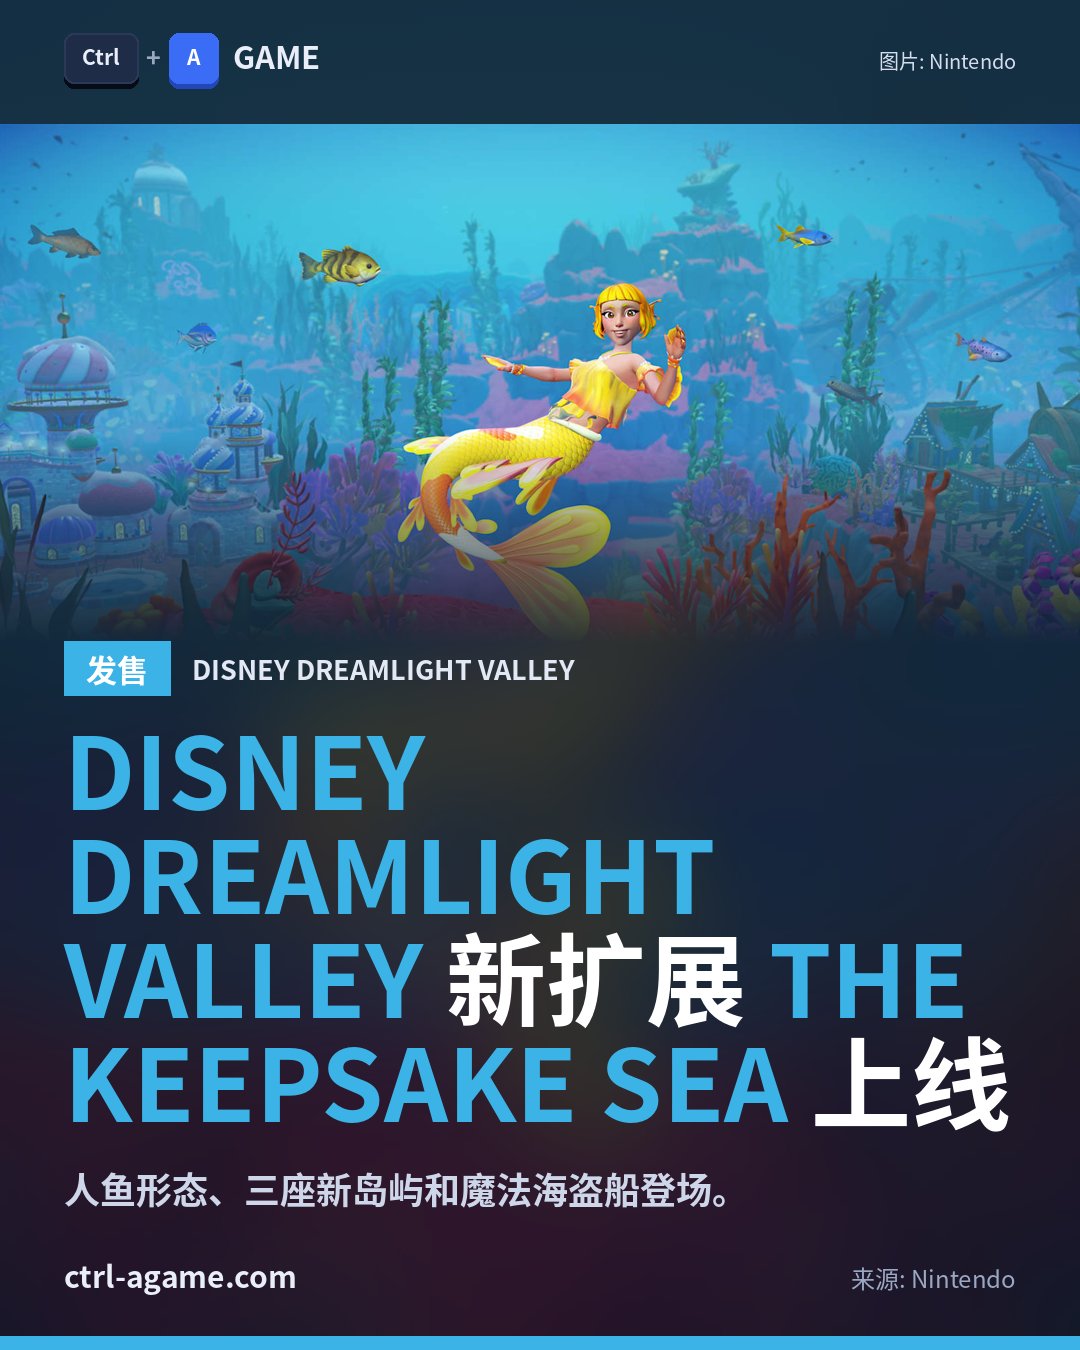 Ctrl + A GAME
图片: Nintendo
发售 DISNEY DREAMLIGHT VALLEY
DISNEY
DREAMLIGHT
VALLEY 新扩展 THE
KEEPSAKE SEA 上线
人鱼形态、三座新岛屿和魔法海盗船登场。
ctrl-agame.com
来源: Nintendo